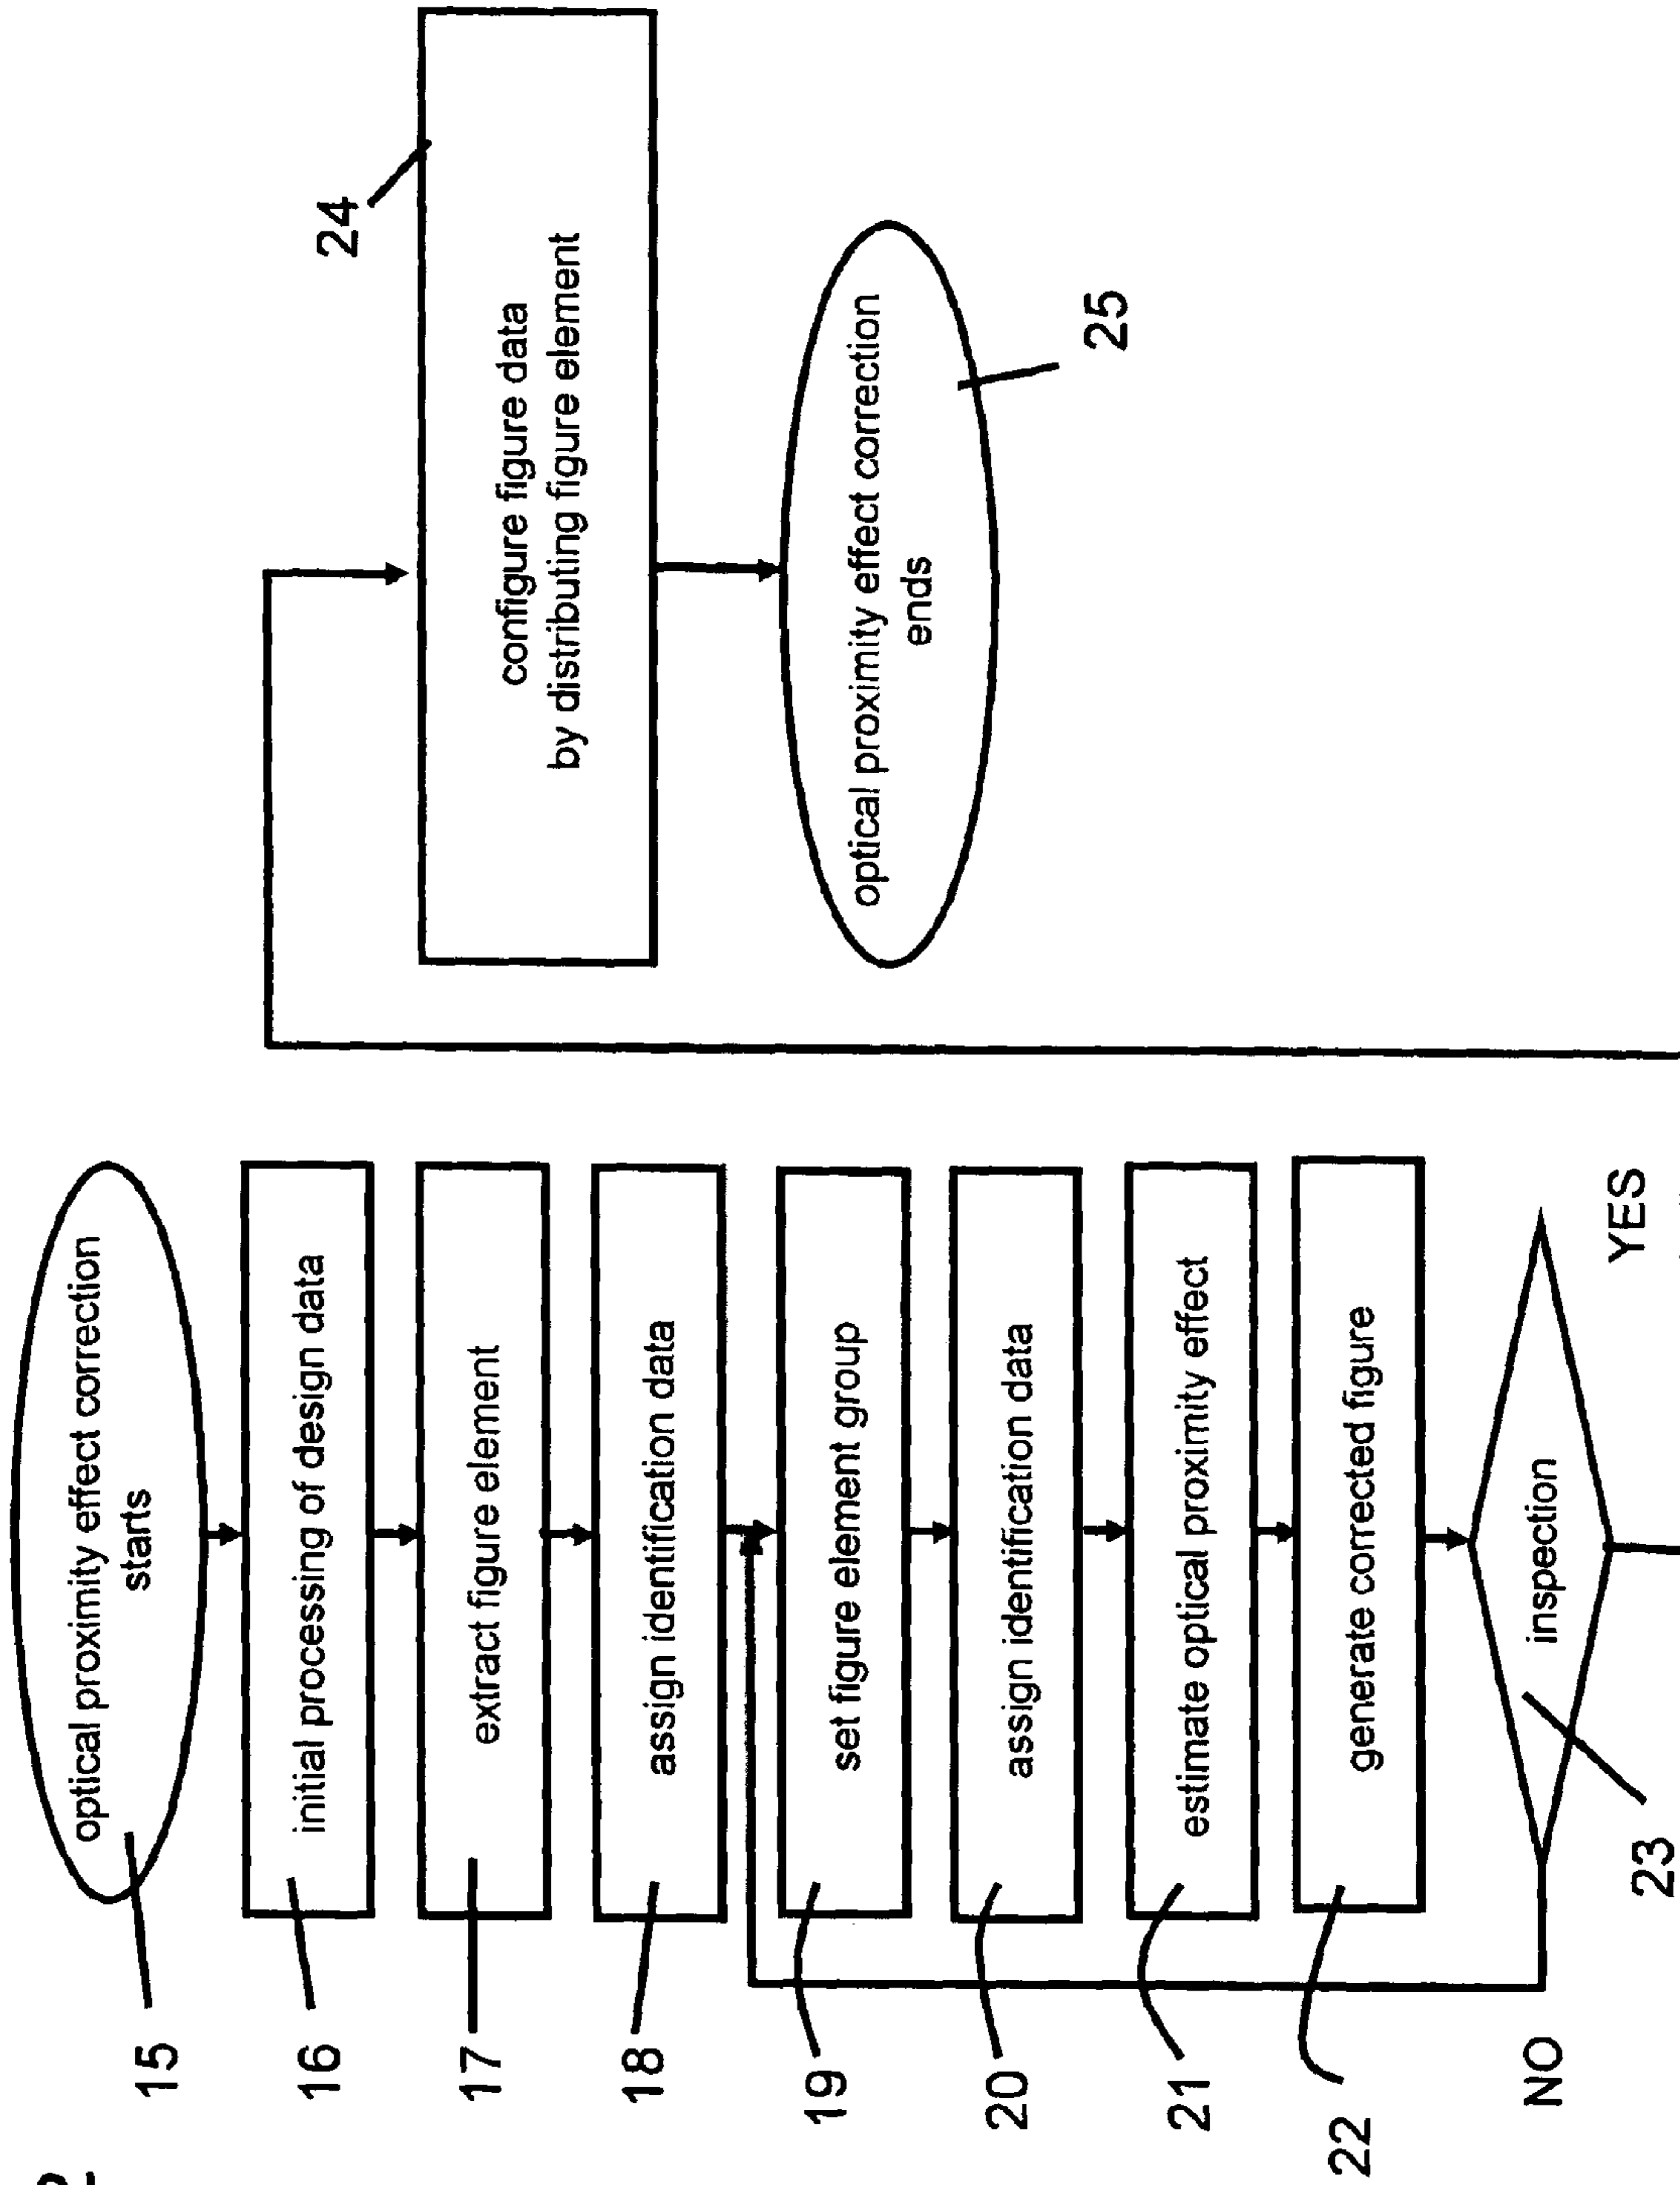 optical proximity effect correction
starts
15
initial processing of design data
16
extract figure element
17
assign identification data
18
set figure element group
19
assign identification data
20
estimate optical proximity effect
21
generate corrected figure
22
inspection
23
YES
NO
configure figure data
by distributing figure element
24
optical proximity effect correction
ends
25